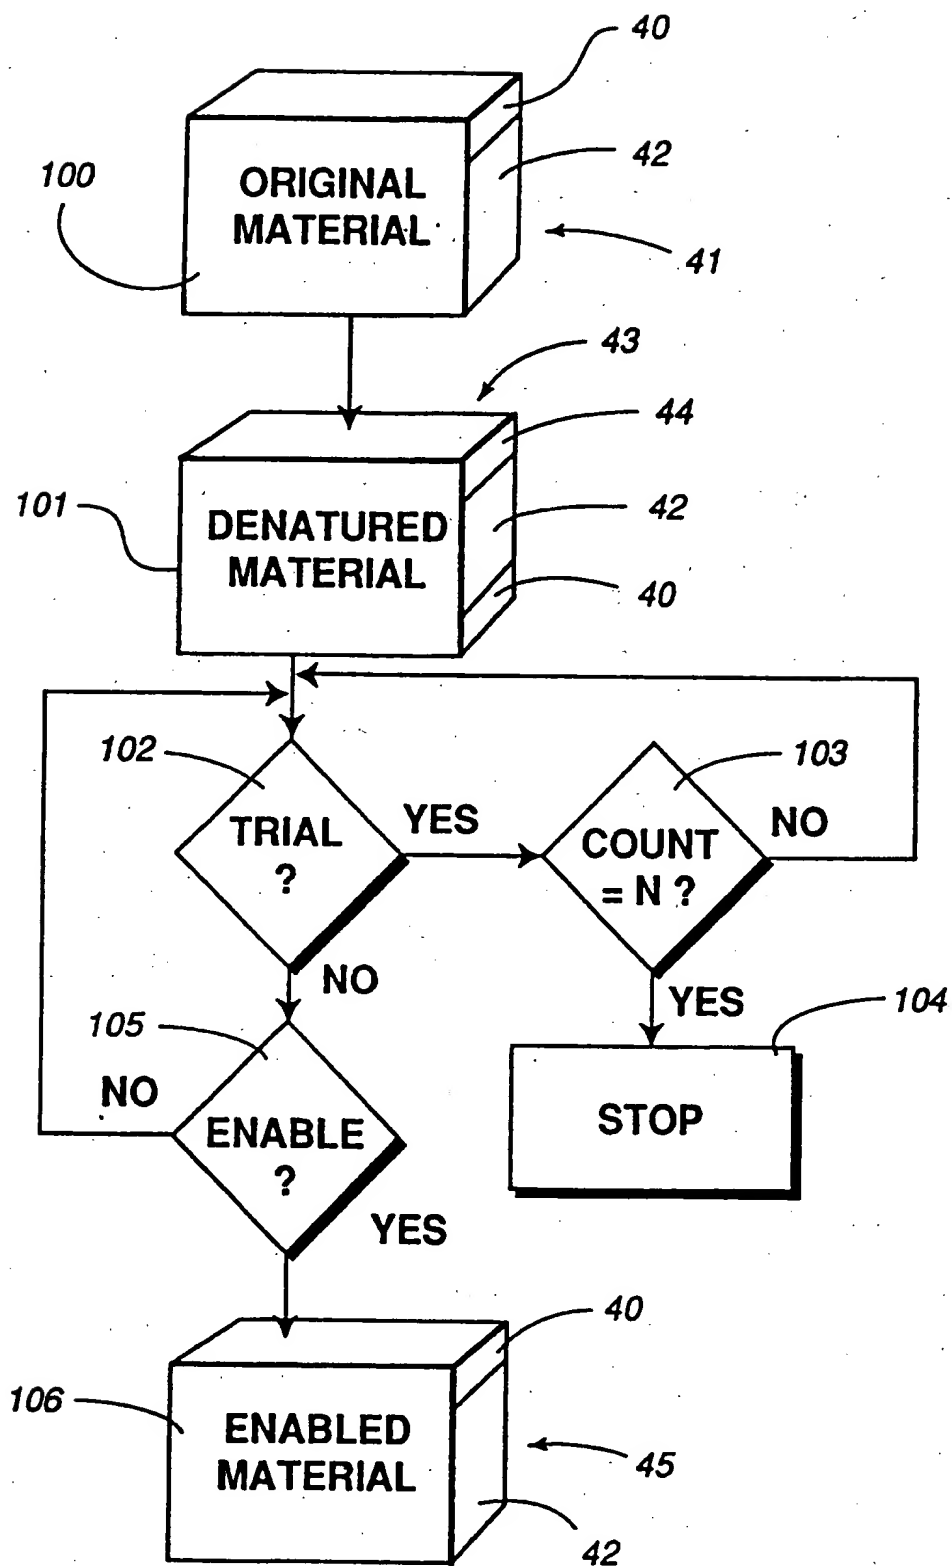 40
ORIGINAL
MATERIAL
42
100
41
43
44
DENATURED
MATERIAL
101
42
40
102
TRIAL
?
YES
103
COUNT
= N ?
NO
NO
YES
104
105
NO
ENABLE
?
STOP
YES
40
106
ENABLED
MATERIAL
45
42